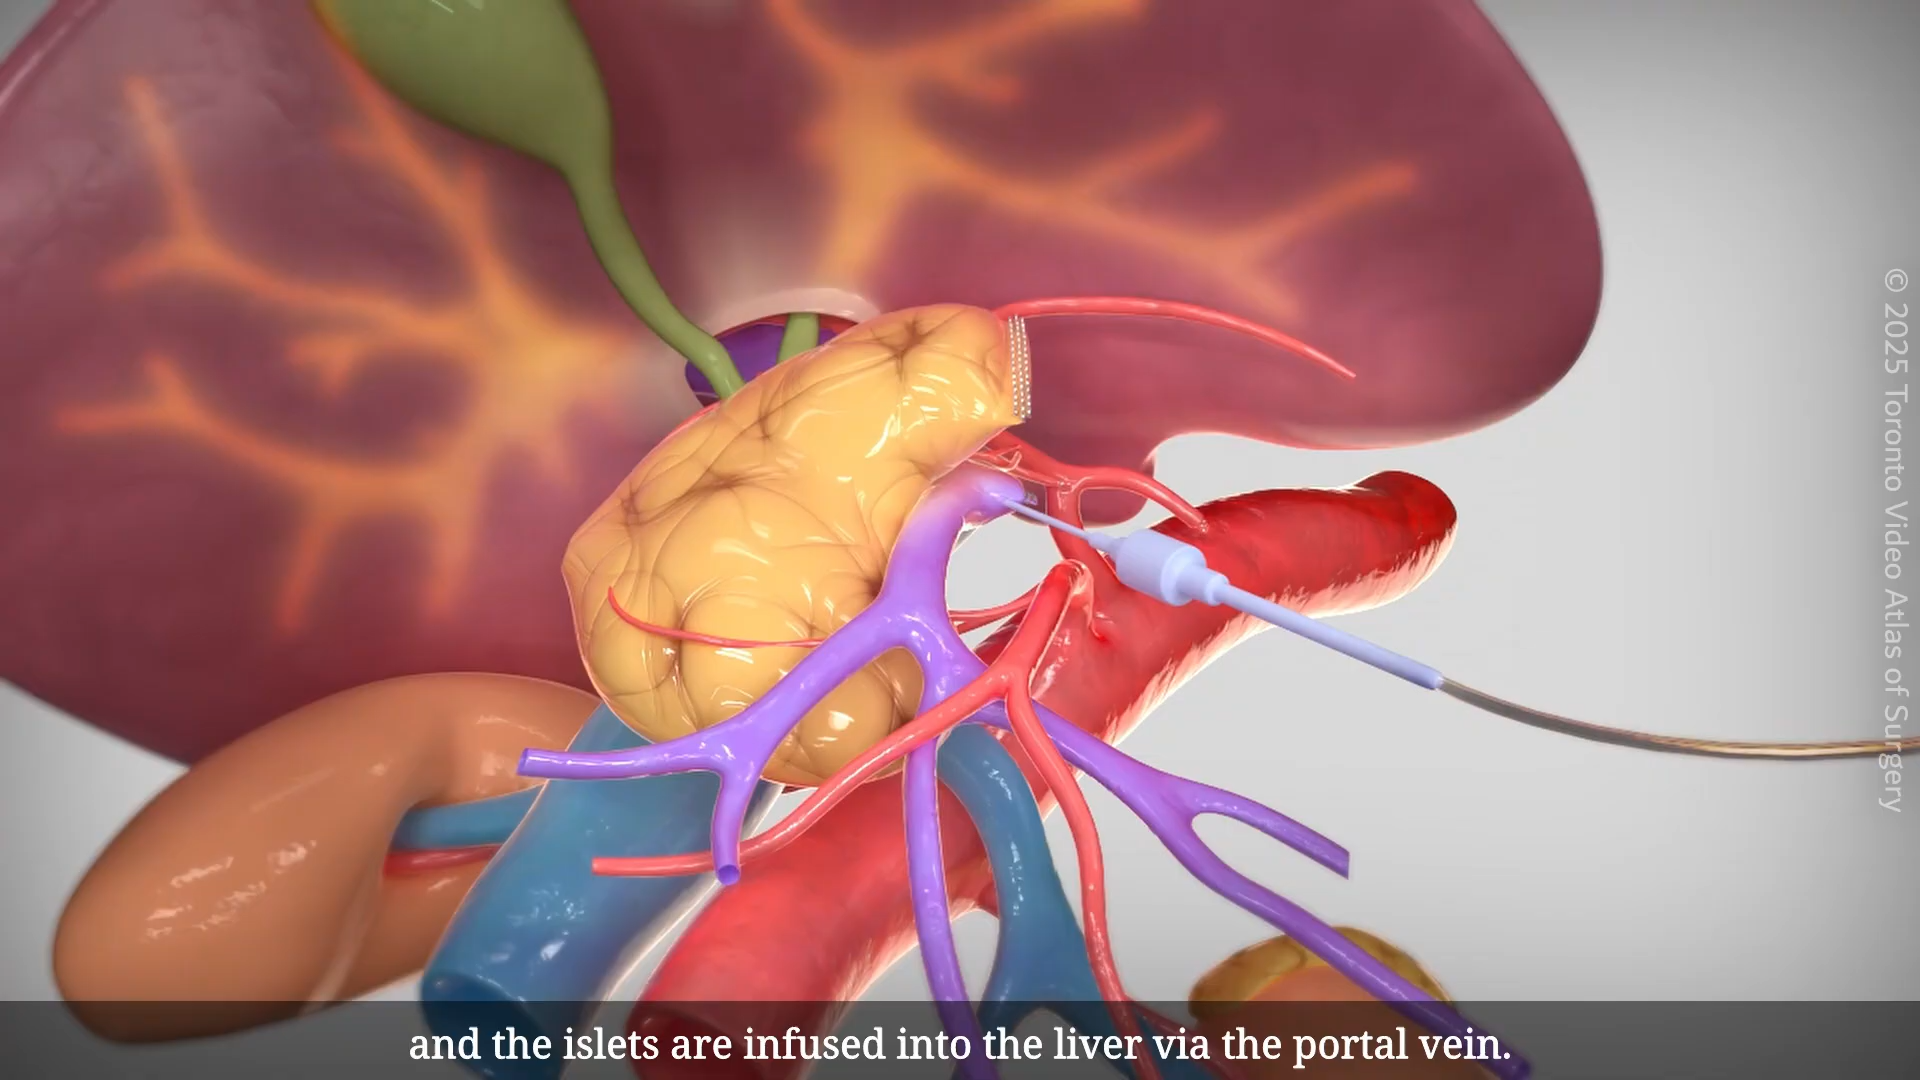 © 2025 Toronto Video Atlas of Surgery
and the islets are infused into the liver via the portal vein.